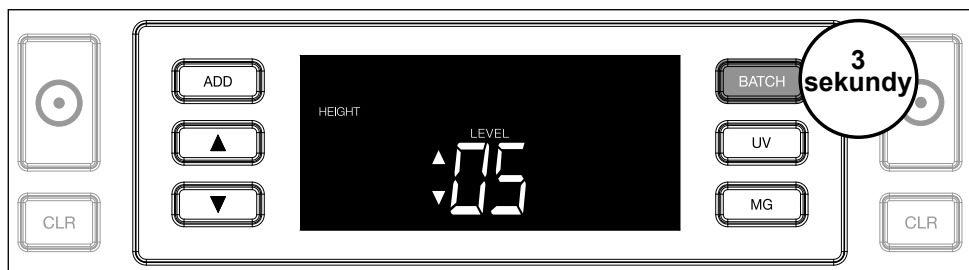 ADD
BATCH
3
sekundy
HEIGHT
LEVEL
▲
UV
▲
▼
05
▼
MG
CLR
CLR